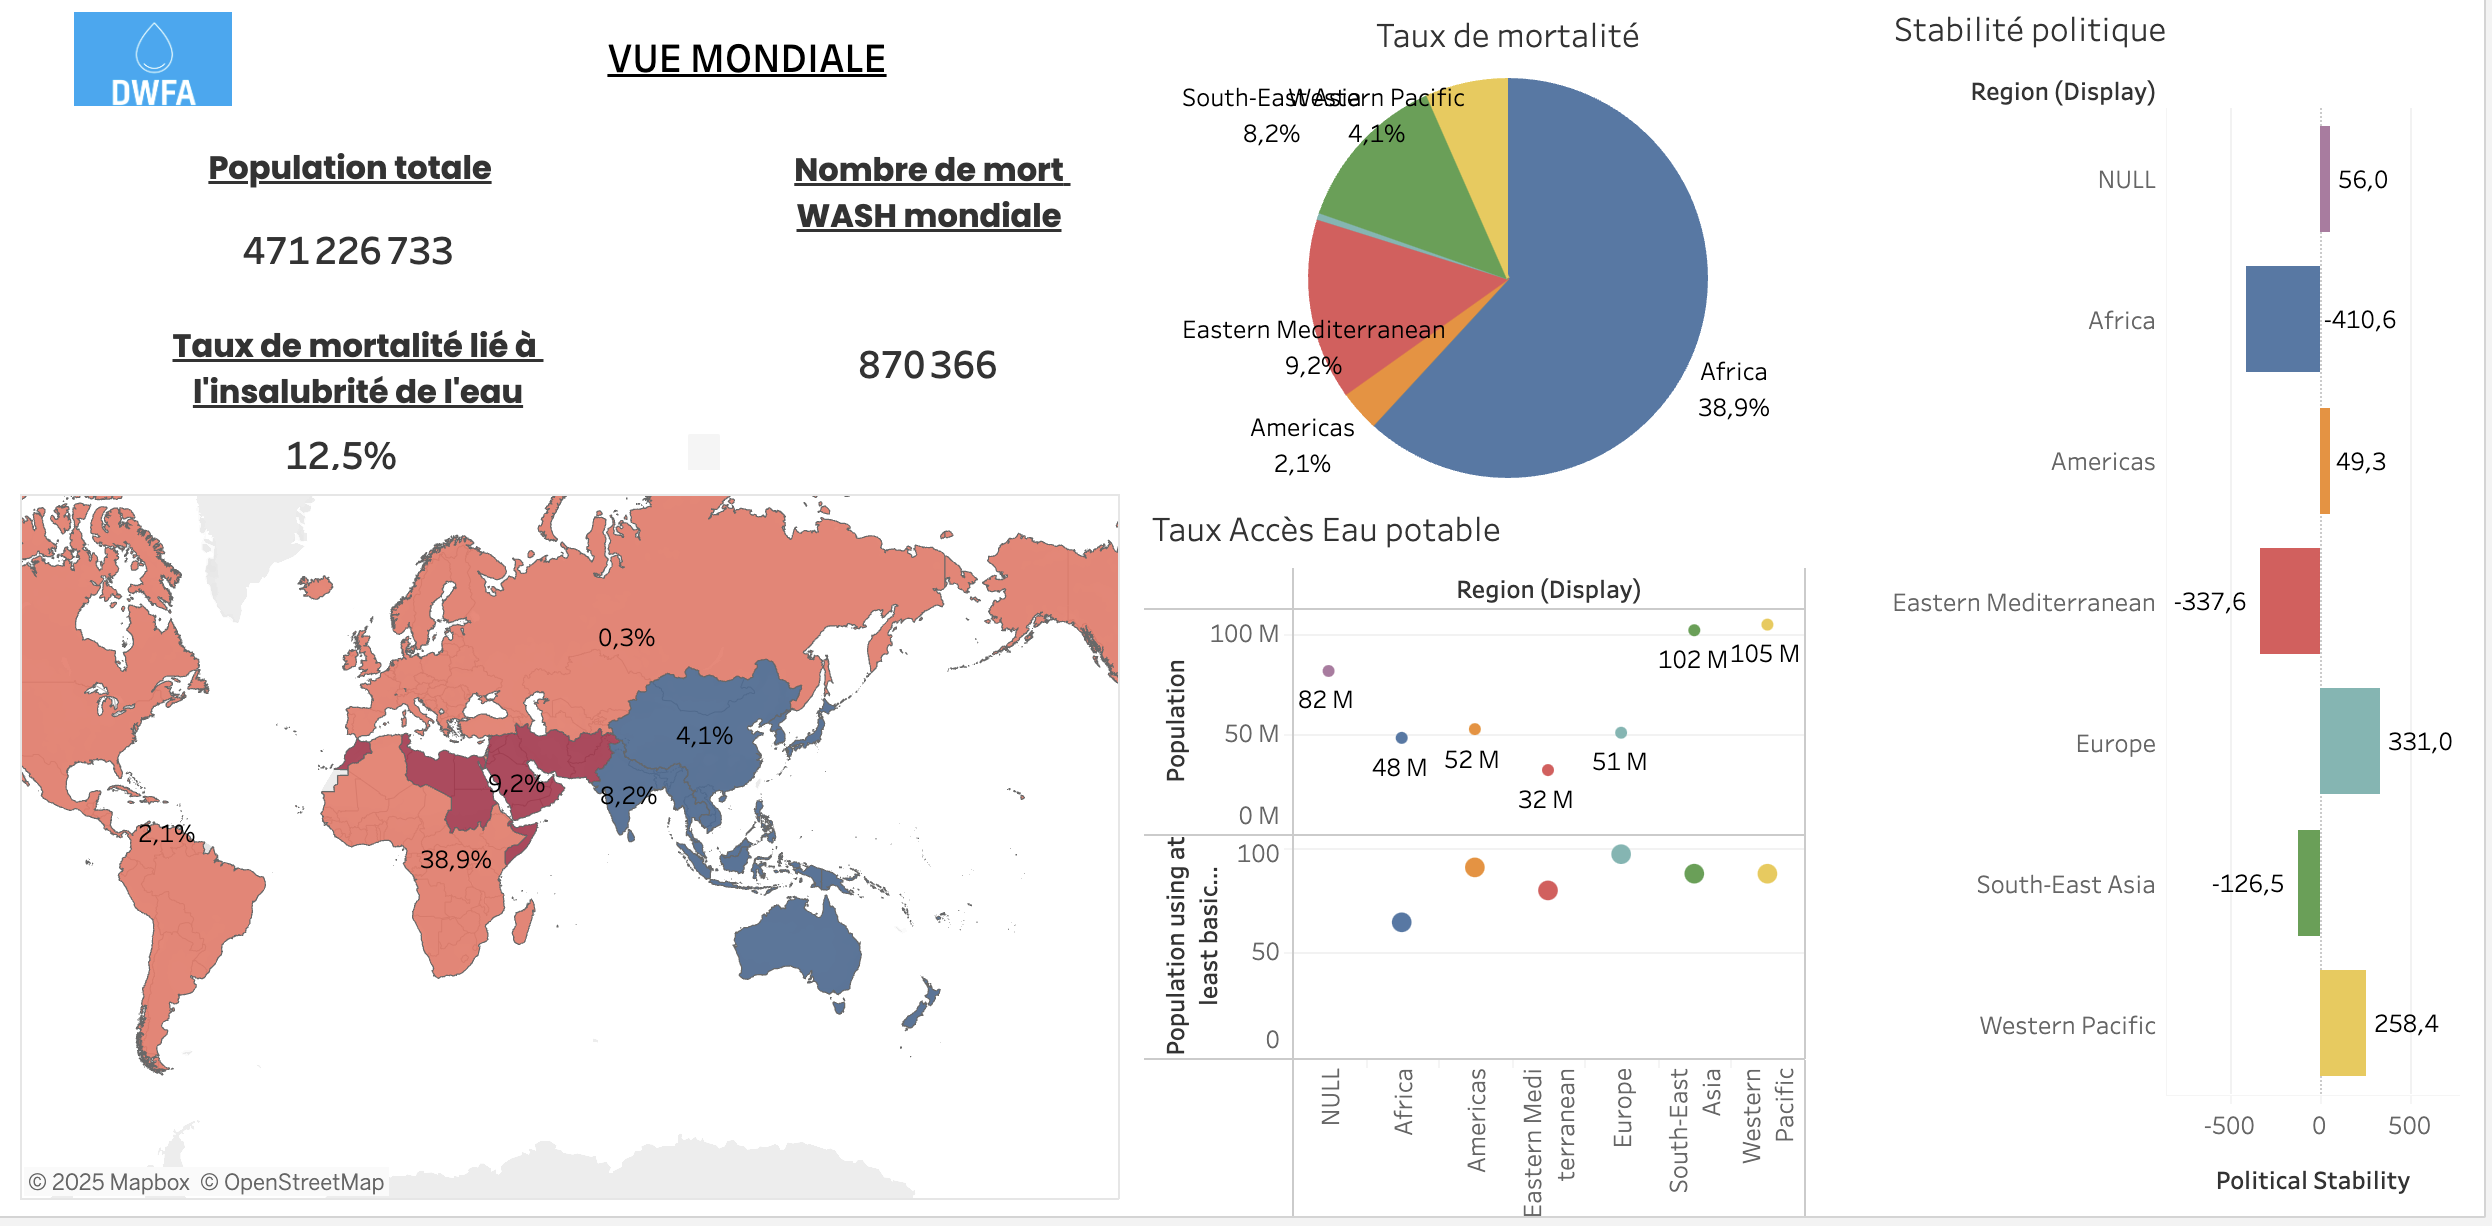 DWFA
VUE MONDIALE
Population totale
471 226 733
Nombre de mort
WASH mondiale
870 366
Taux de mortalité lié à
l'insalubrité de l'eau
12,5%
0,3%
4,1%
9,2%
8,2%
2,1%
38,9%
© 2025 Mapbox © OpenStreetMap
Taux de mortalité
South-East Asia
8,2%
Western Pacific
4,1%
Eastern Mediterranean
9,2%
Americas
2,1%
Africa
38,9%
Taux Accès Eau potable
Region (Display)
Population
100 M
50 M
0 M
82 M
48 M
52 M
32 M
51 M
102 M
105 M
Population using at
least basic...
100
50
0
NULL
Africa
Americas
Eastern Medi
terranean
Europe
South-East
Asia
Western
Pacific
Stabilité politique
Region (Display)
NULL
56,0
Africa
-410,6
Americas
49,3
Eastern Mediterranean
-337,6
Europe
331,0
South-East Asia
-126,5
Western Pacific
258,4
-500
0
500
Political Stability